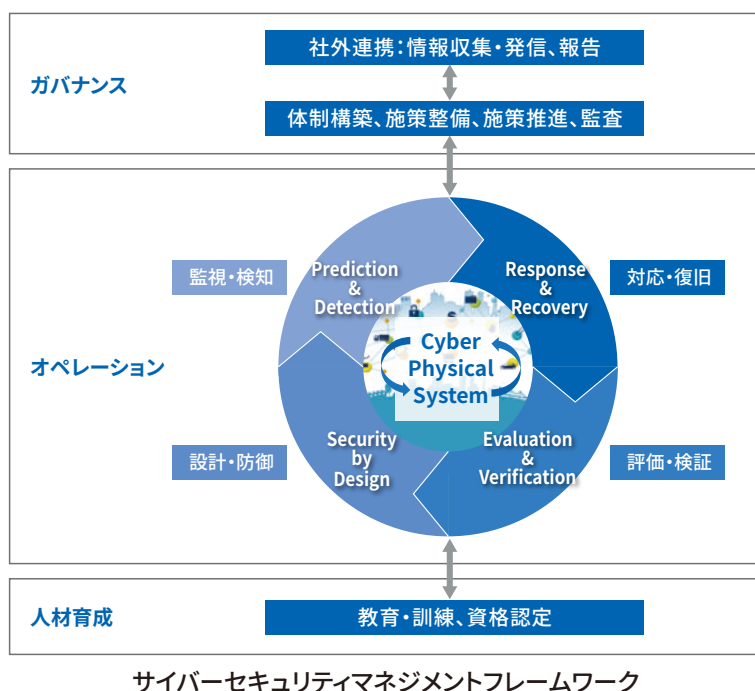 ガバナンス
社外連携：情報収集・発信、報告
体制構築、施策整備、施策推進、監査
オペレーション
監視・検知
Prediction
&
Detection
Response
&
Recovery
対応・復旧
Cyber
Physical
System
設計・防御
Security
by
Design
Evaluation
&
Verification
評価・検証
人材育成
教育・訓練、資格認定
サイバーセキュリティマネジメントフレームワーク